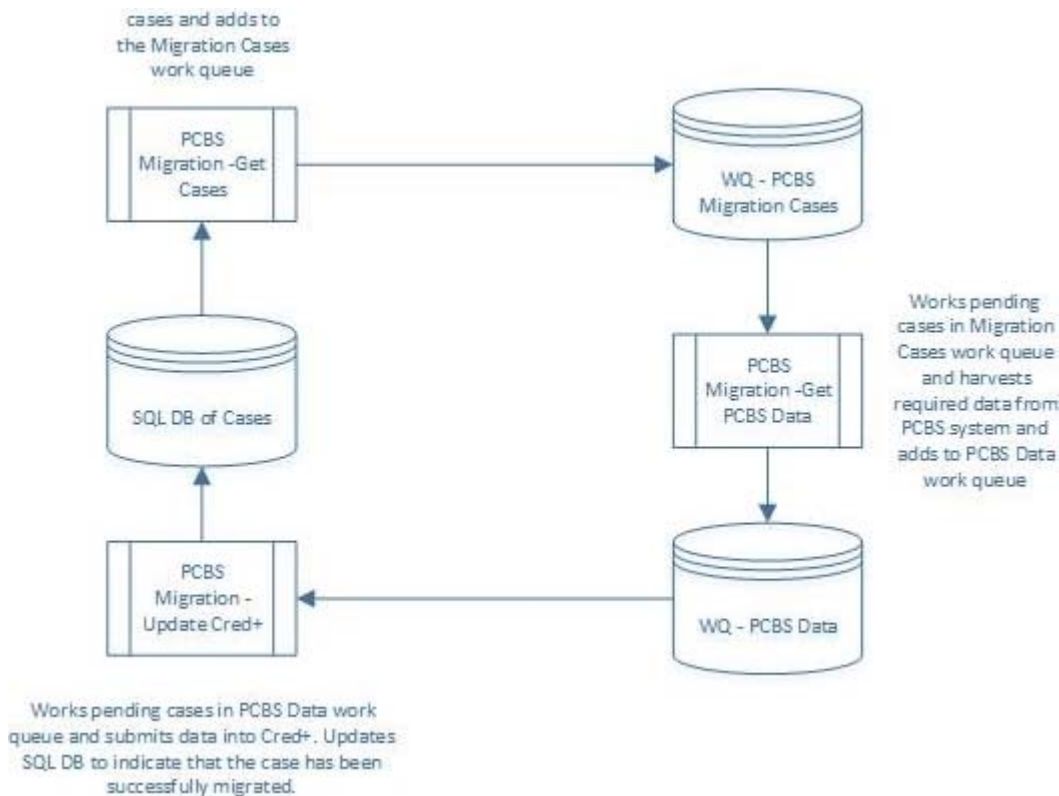 cases and adds to
the Migration Cases
work queue
PCBS
Migration -Get
Cases
WQ - PCBS
Migration Cases
Works pending
cases in Migration
Cases work queue
and harvests
required data from
PCBS system and
adds to PCBS Data
work queue
PCBS
Migration -Get
PCBS Data
SQL DB of Cases
PCBS
Migration -
Update Cred+
WQ - PCBS Data
Works pending cases in PCBS Data work
queue and submits data into Cred+. Updates
SQL DB to indicate that the case has been
successfully migrated.